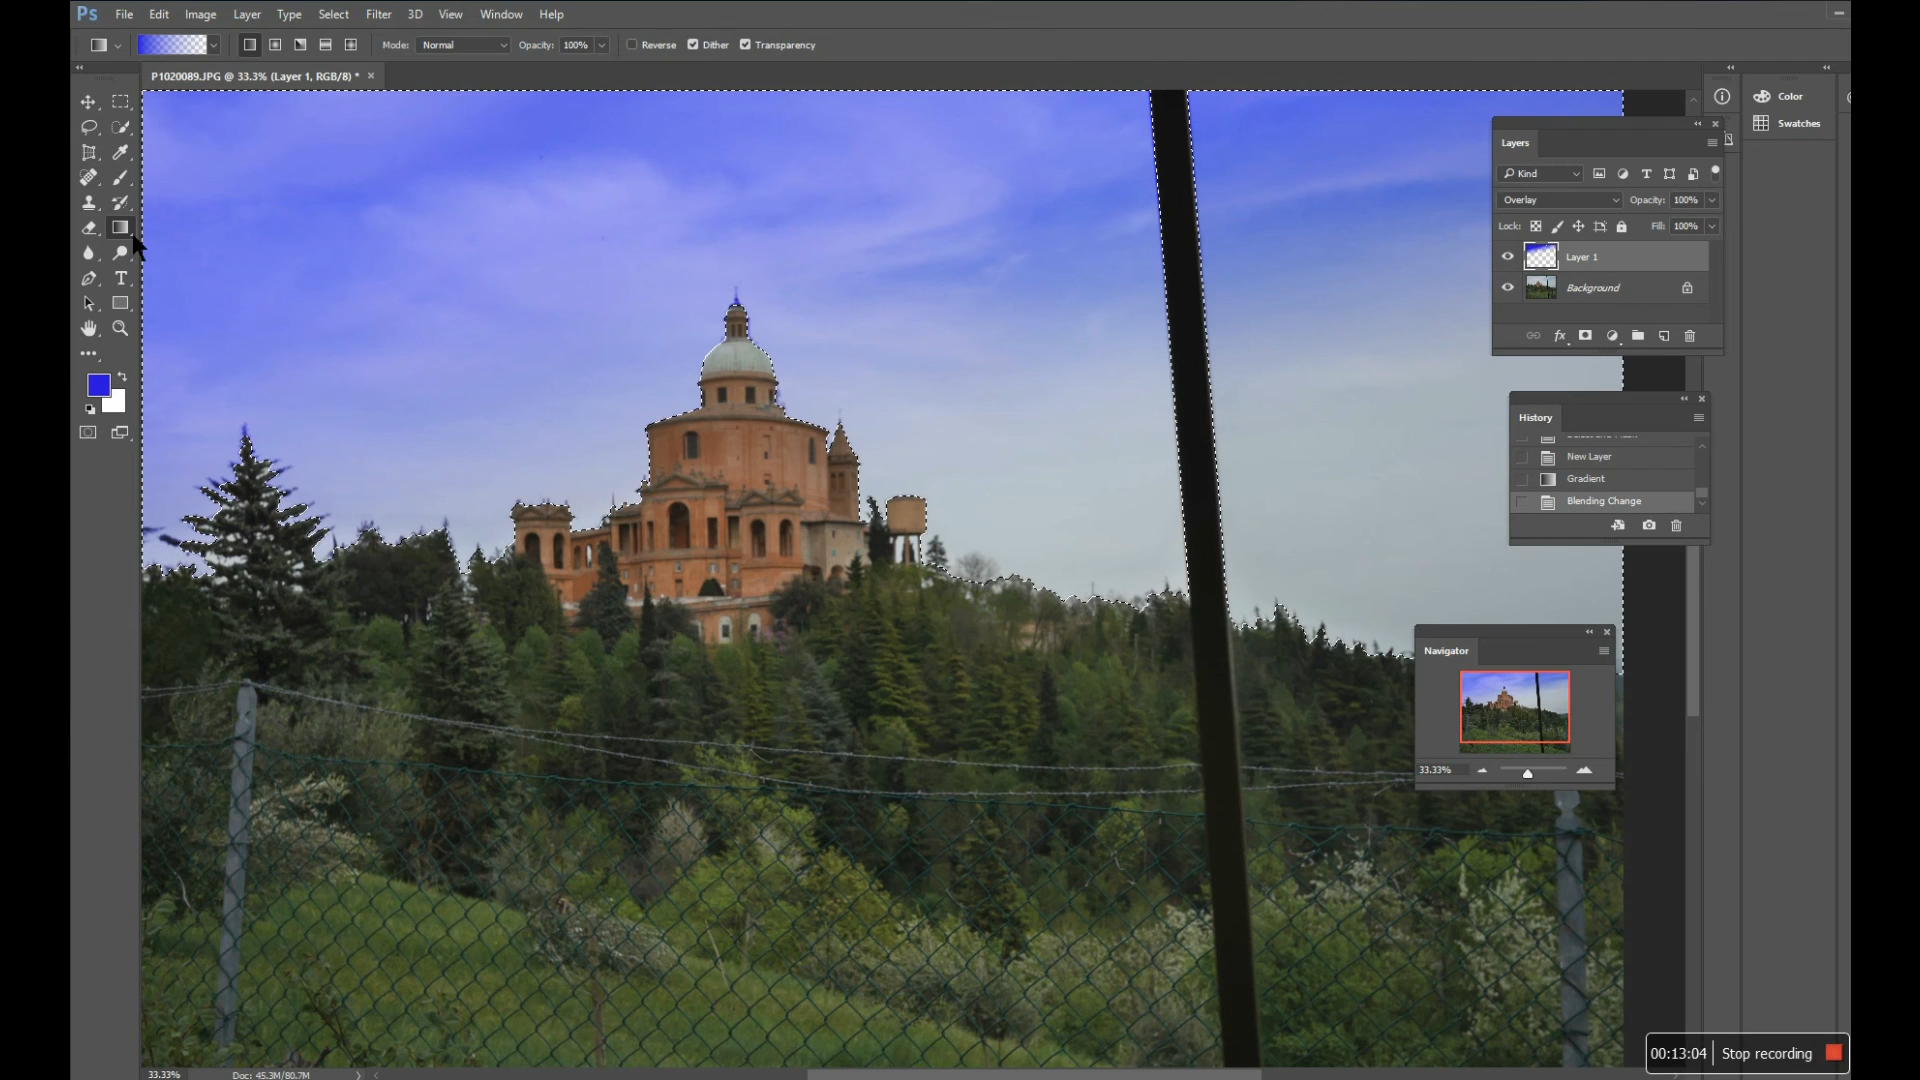 Ps File Edit Image Layer Type Select Filter 3D View Window Help
Mode: Normal Opacity: 100% Reverse Dither Transparency
P1020089.JPG @ 33.3% (Layer 1, RGB/8) *
Color
Swatches
Layers
Kind
Overlay Opacity: 100%
Lock: Fill: 100%
Layer 1
Background
fx
History
New Layer
Gradient
Blending Change
Navigator
33.33%
33.33% Doc: 45.3M/80.7M
00:13:04 Stop recording